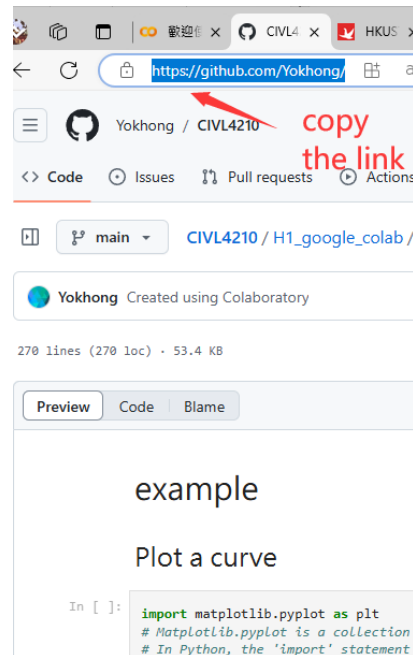 歡迎使 CIVL4 HKUS
https://github.com/Yokhong/
Yokhong / CIVL4210
copy
the link
Code Issues Pull requests Actions
main CIVL4210 / H1_google_colab /
Yokhong Created using Colaboratory
270 lines (270 loc) · 53.4 KB
Preview Code Blame
example
Plot a curve
In [ ]: import matplotlib.pyplot as plt
# Matplotlib.pyplot is a collection
# In Python, the 'import' statement